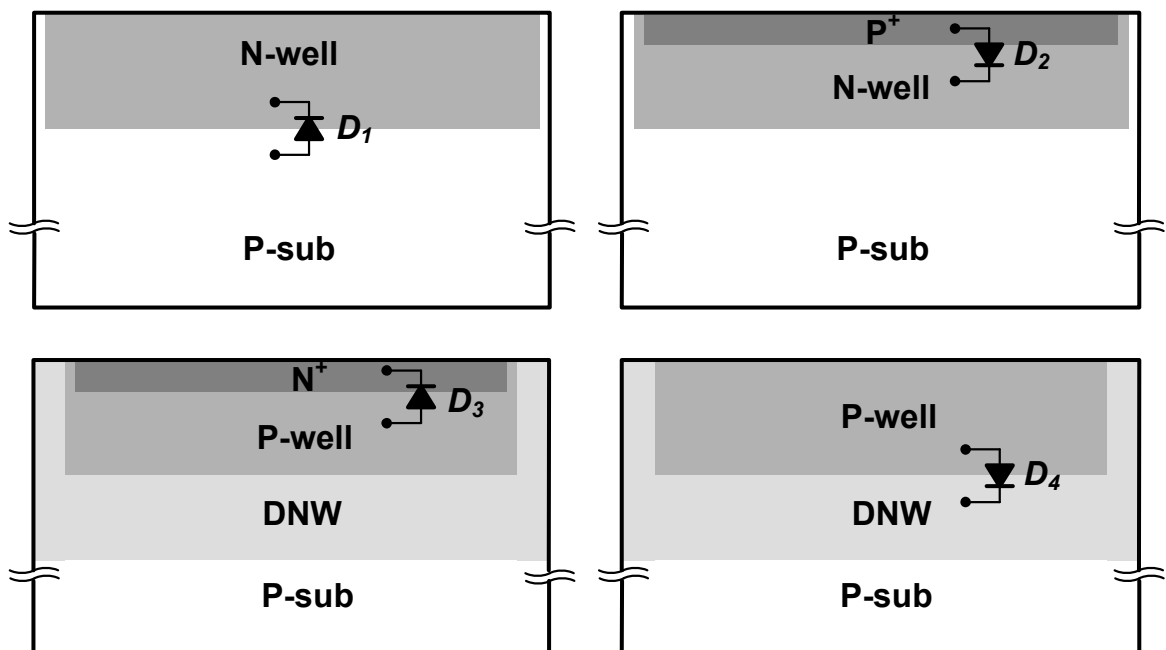 N-well
D₁
P-sub
P⁺
D₂
N-well
P-sub
N⁺
D₃
P-well
DNW
P-sub
P-well
D₄
DNW
P-sub